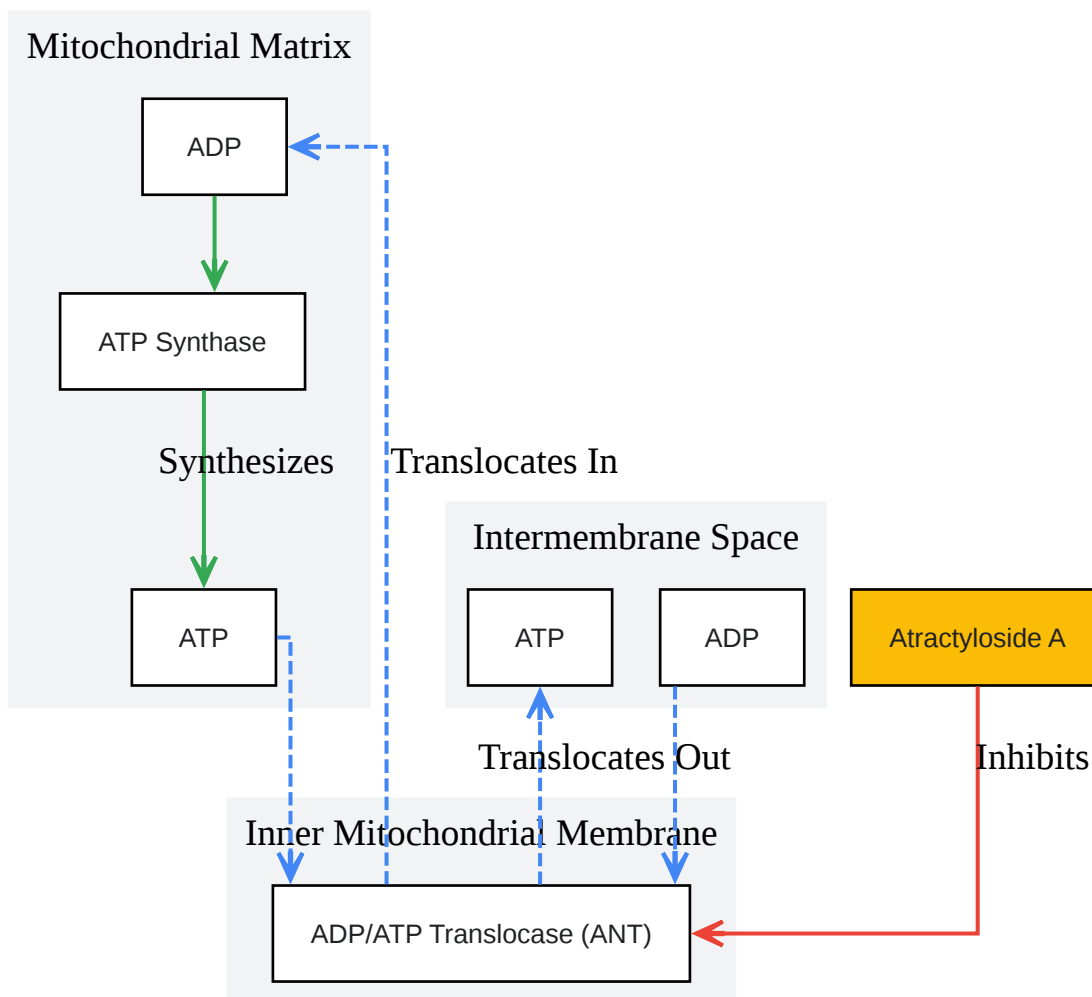 Mitochondrial Matrix
ADP
ATP Synthase
Synthesizes
Translocates In
Intermembrane Space
ATP
ATP
ADP
Atractyloside A
Translocates Out
Inhibits
Inner Mitochondrial Membrane
ADP/ATP Translocase (ANT)